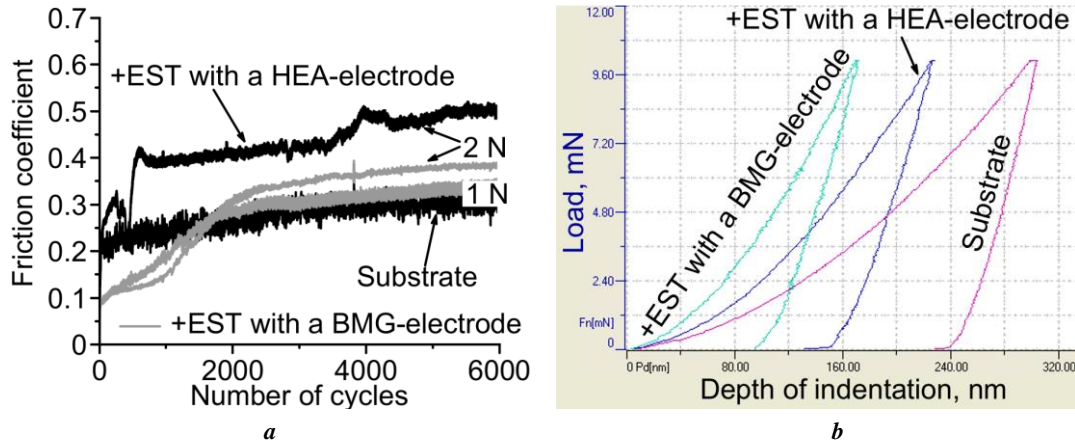 0.7
0.6
0.5
0.4
0.3
0.2
0.1
0
2000
4000
6000
Friction coefficient
Number of cycles
+EST with a HEA-electrode
2 N
1 N
Substrate
+EST with a BMG-electrode
a
12.00
9.60
7.20
4.80
2.40
Fn[mN]
0
0 Pd[nm]
80.00
160.00
240.00
320.00
Load, mN
Depth of indentation, nm
+EST with a HEA-electrode
+EST with a BMG-electrode
Substrate
b